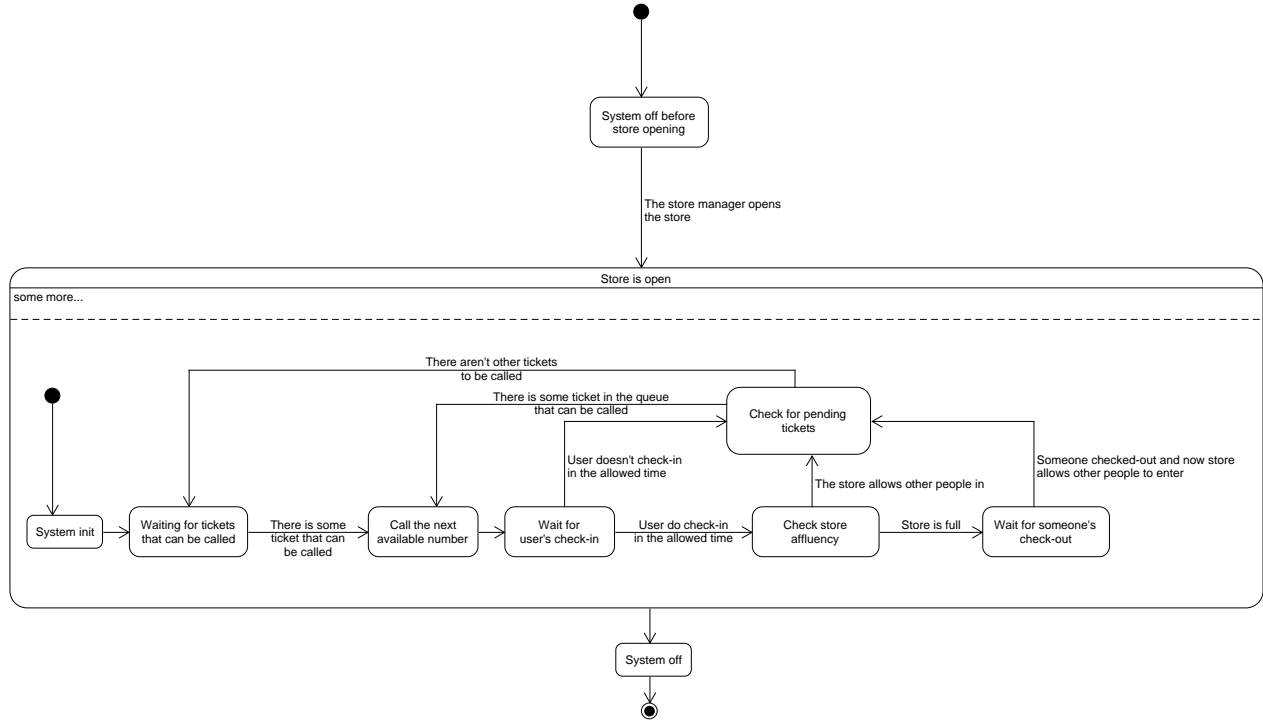 System off before
store opening
The store manager opens
the store
Store is open
some more...
There aren't other tickets
to be called
There is some ticket in the queue
that can be called
Check for pending
tickets
User doesn't check-in
in the allowed time
The store allows other people in
Someone checked-out and now store
allows other people to enter
System init
Waiting for tickets
that can be called
There is some
ticket that can
be called
Call the next
available number
Wait for
user's check-in
User do check-in
in the allowed time
Check store
affluency
Store is full
Wait for someone's
check-out
System off